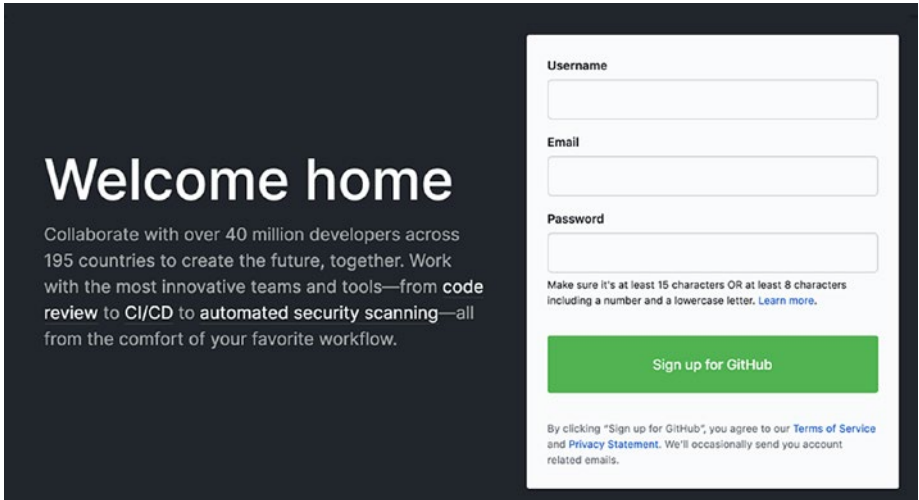 Welcome home
Collaborate with over 40 million developers across
195 countries to create the future, together. Work
with the most innovative teams and tools—from code
review to CI/CD to automated security scanning—all
from the comfort of your favorite workflow.
Username
Email
Password
Make sure it's at least 15 characters OR at least 8 characters
including a number and a lowercase letter. Learn more.
Sign up for GitHub
By clicking “Sign up for GitHub”, you agree to our Terms of Service
and Privacy Statement. We'll occasionally send you account
related emails.